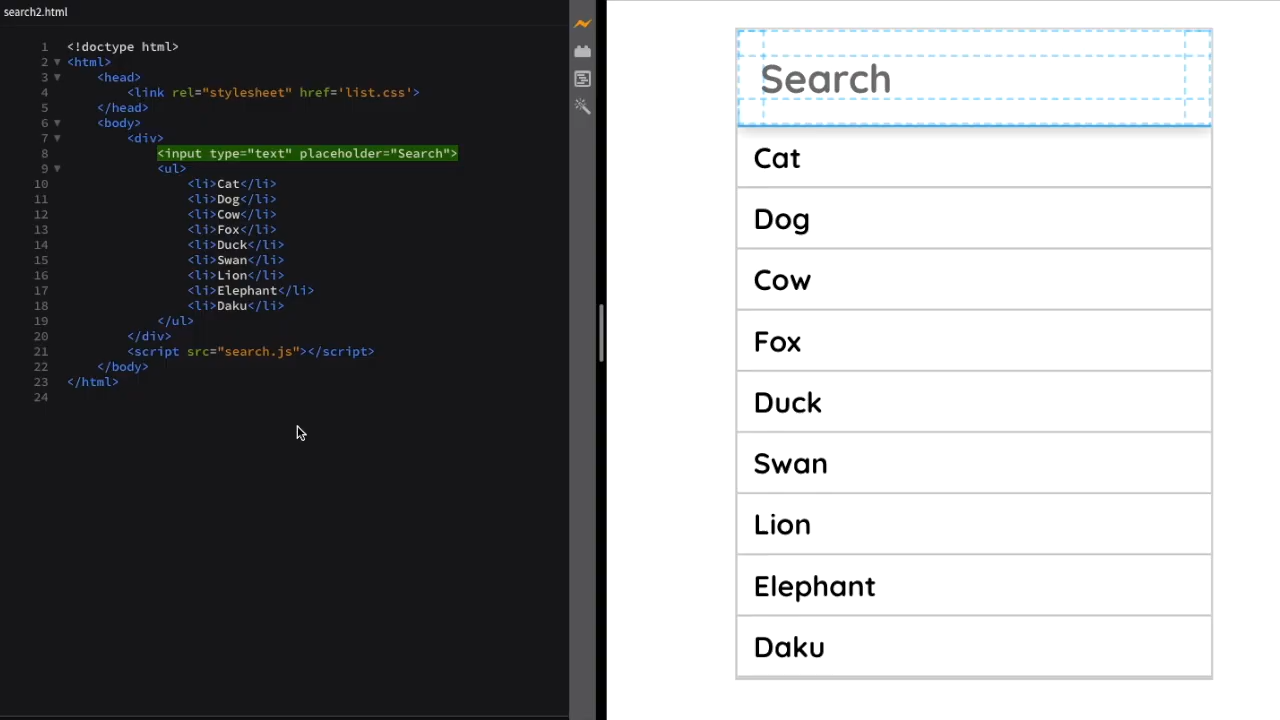 search2.html
1 <!doctype html>
2 <html>
3 <head>
4 <link rel="stylesheet" href='list.css'>
5 </head>
6 <body>
7 <div>
8 <input type="text" placeholder="Search">
9 <ul>
10 <li>Cat</li>
11 <li>Dog</li>
12 <li>Cow</li>
13 <li>Fox</li>
14 <li>Duck</li>
15 <li>Swan</li>
16 <li>Lion</li>
17 <li>Elephant</li>
18 <li>Daku</li>
19 </ul>
20 </div>
21 <script src="search.js"></script>
22 </body>
23 </html>
24
Search
Cat
Dog
Cow
Fox
Duck
Swan
Lion
Elephant
Daku